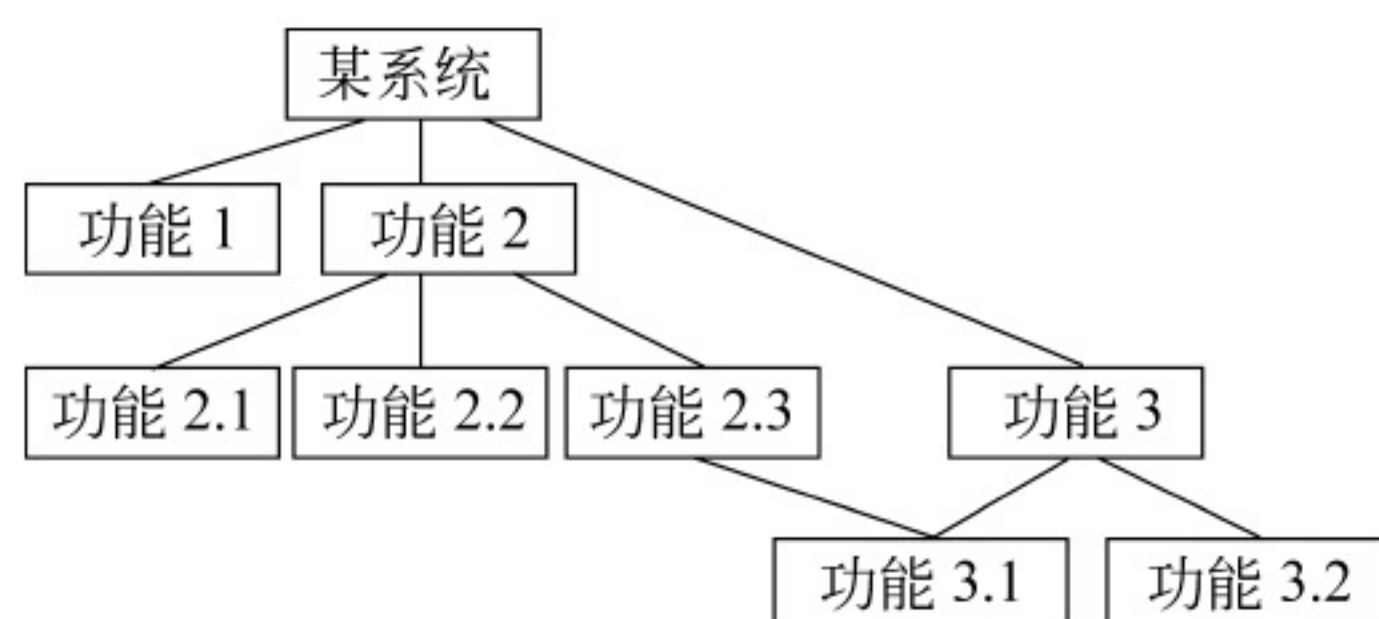 某系统
功能 1
功能 2
功能 2.1
功能 2.2
功能 2.3
功能 3
功能 3.1
功能 3.2